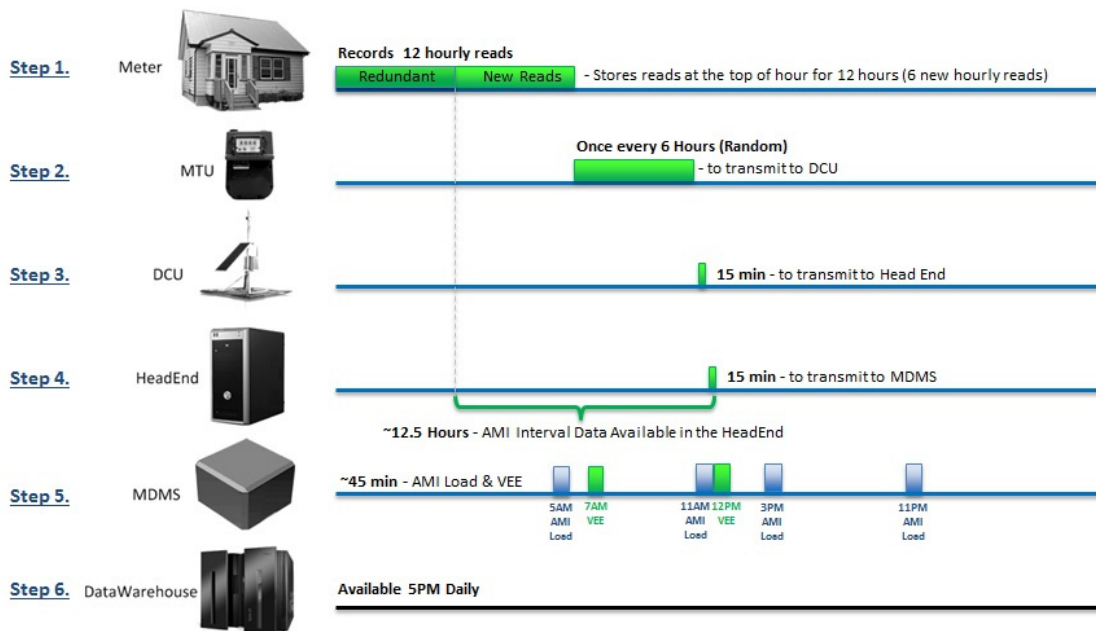 Records 12 hourly reads
Step 1.
Meter
Redundant
New Reads
- Stores reads at the top of hour for 12 hours (6 new hourly reads)
Once every 6 Hours (Random)
Step 2.
MTU
- to transmit to DCU
Step 3.
DCU
15 min - to transmit to Head End
Step 4.
HeadEnd
15 min - to transmit to MDMS
~12.5 Hours - AMI Interval Data Available in the HeadEnd
Step 5.
MDMS
~45 min - AMI Load & VEE
5AM
AMI
Load
7AM
VEE
11AM
AMI
Load
12PM
VEE
3PM
AMI
Load
11PM
AMI
Load
Step 6.
DataWarehouse
Available 5PM Daily